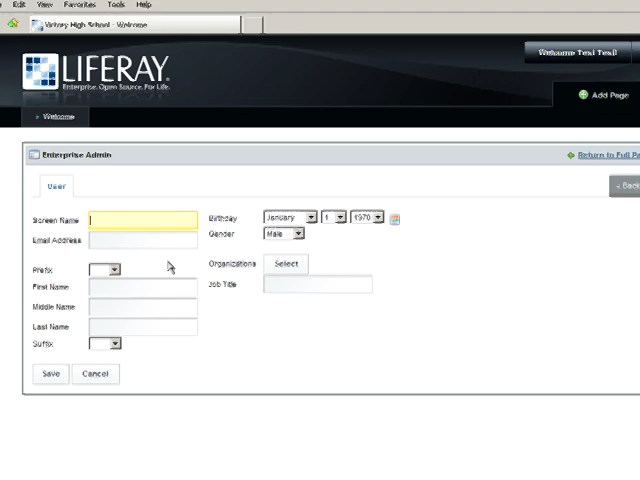 Edit View Favorites Tools Help
Victory High School - Welcome
LIFERAY.
Enterprise. Open Source. For Life.
Welcome Test Test!
Add Page
Welcome
Enterprise Admin
Return to Full Pa
User
« Back
Screen Name
Birthday January 1 1970
Email Address
Gender Male
Organizations Select
Prefix
First Name
Job Title
Middle Name
Last Name
Suffix
Save Cancel